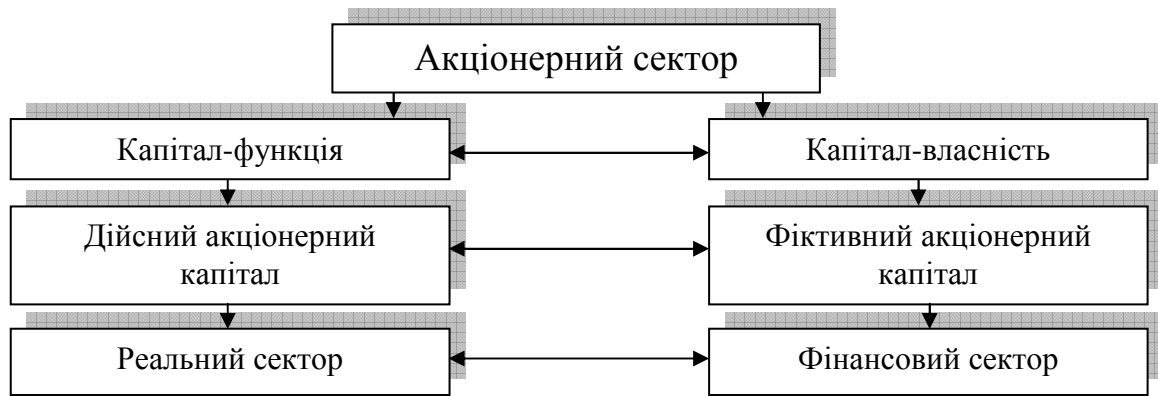 Акціонерний сектор
Капітал-функція
Капітал-власність
Дійсний акціонерний
капітал
Фіктивний акціонерний
капітал
Реальний сектор
Фінансовий сектор